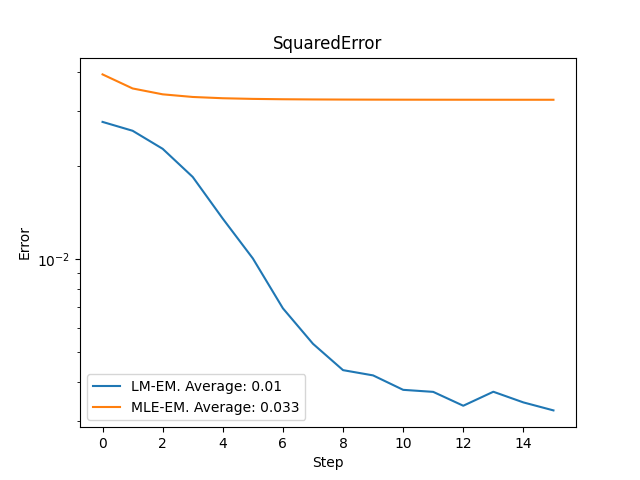 SquaredError
Error
10⁻²
LM-EM. Average: 0.01
MLE-EM. Average: 0.033
0 2 4 6 8 10 12 14
Step